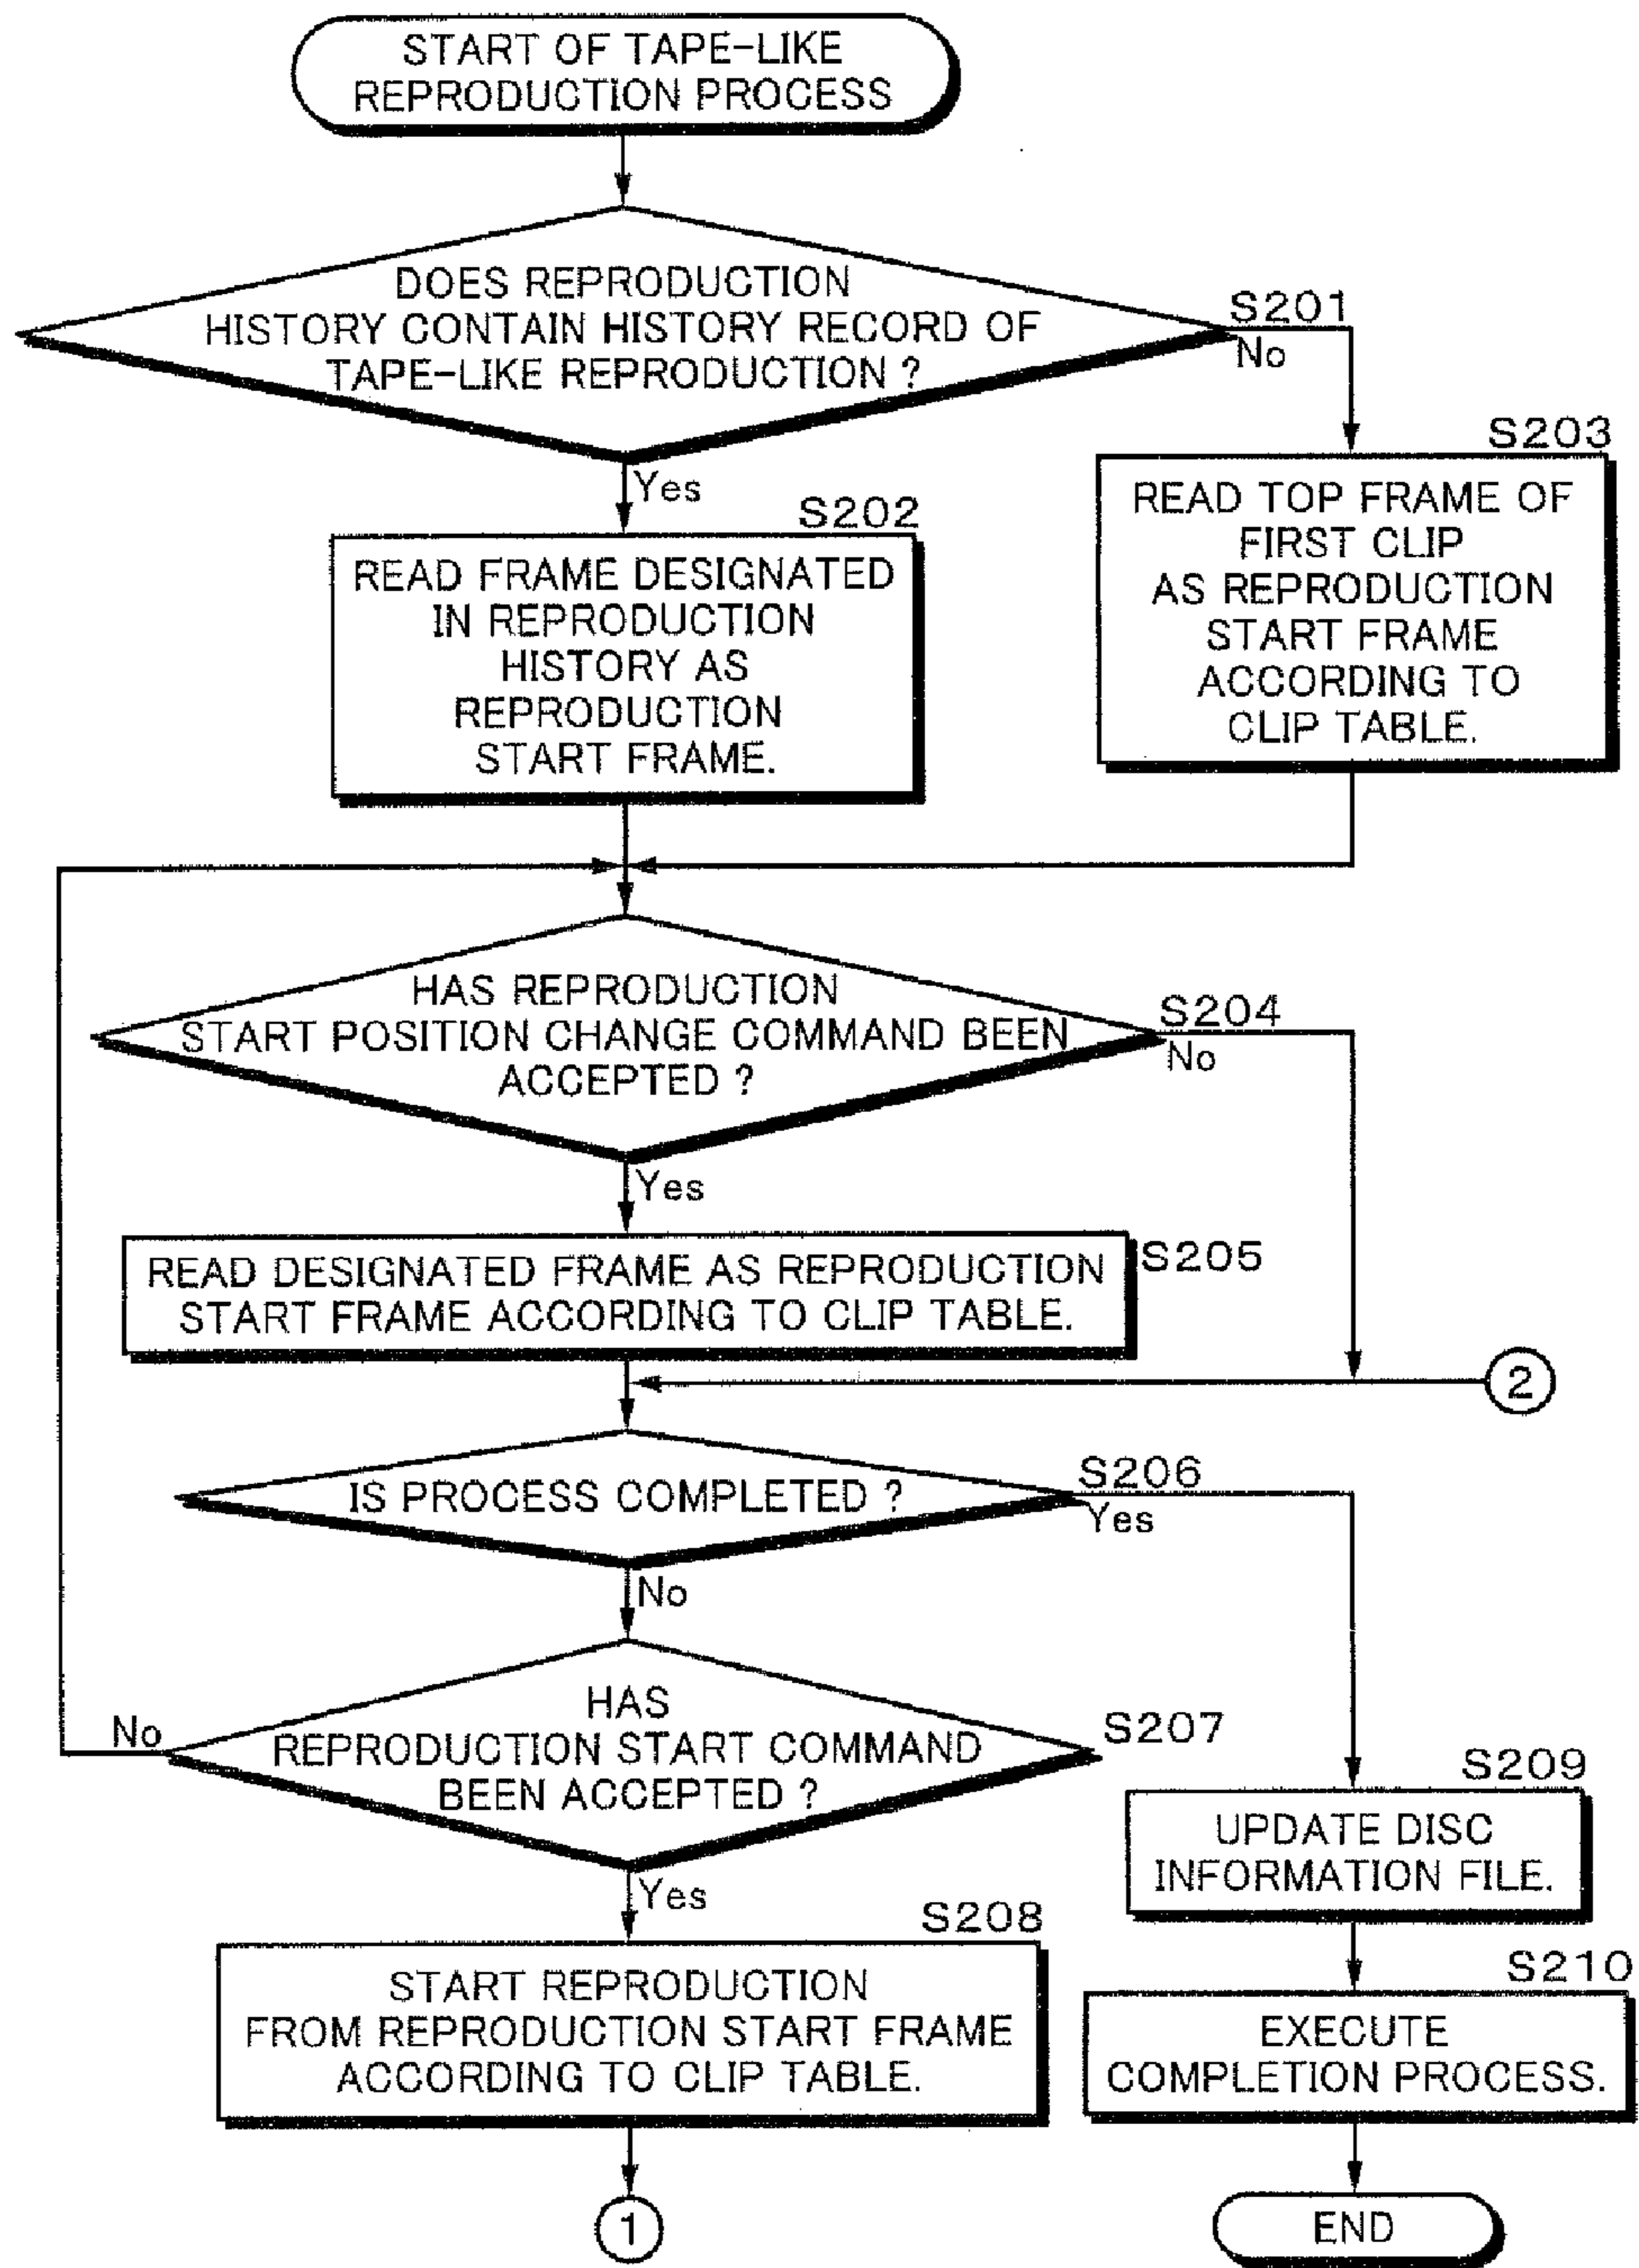 START OF TAPE-LIKE
REPRODUCTION PROCESS
DOES REPRODUCTION
HISTORY CONTAIN HISTORY RECORD OF
TAPE-LIKE REPRODUCTION ?
S201
No
Yes
S202
READ FRAME DESIGNATED
IN REPRODUCTION
HISTORY AS
REPRODUCTION
START FRAME.
S203
READ TOP FRAME OF
FIRST CLIP
AS REPRODUCTION
START FRAME
ACCORDING TO
CLIP TABLE.
HAS REPRODUCTION
START POSITION CHANGE COMMAND BEEN
ACCEPTED ?
S204
No
Yes
READ DESIGNATED FRAME AS REPRODUCTION
START FRAME ACCORDING TO CLIP TABLE.
S205
2
IS PROCESS COMPLETED ?
S206
Yes
No
HAS
REPRODUCTION START COMMAND
BEEN ACCEPTED ?
S207
No
Yes
S208
START REPRODUCTION
FROM REPRODUCTION START FRAME
ACCORDING TO CLIP TABLE.
1
S209
UPDATE DISC
INFORMATION FILE.
S210
EXECUTE
COMPLETION PROCESS.
END